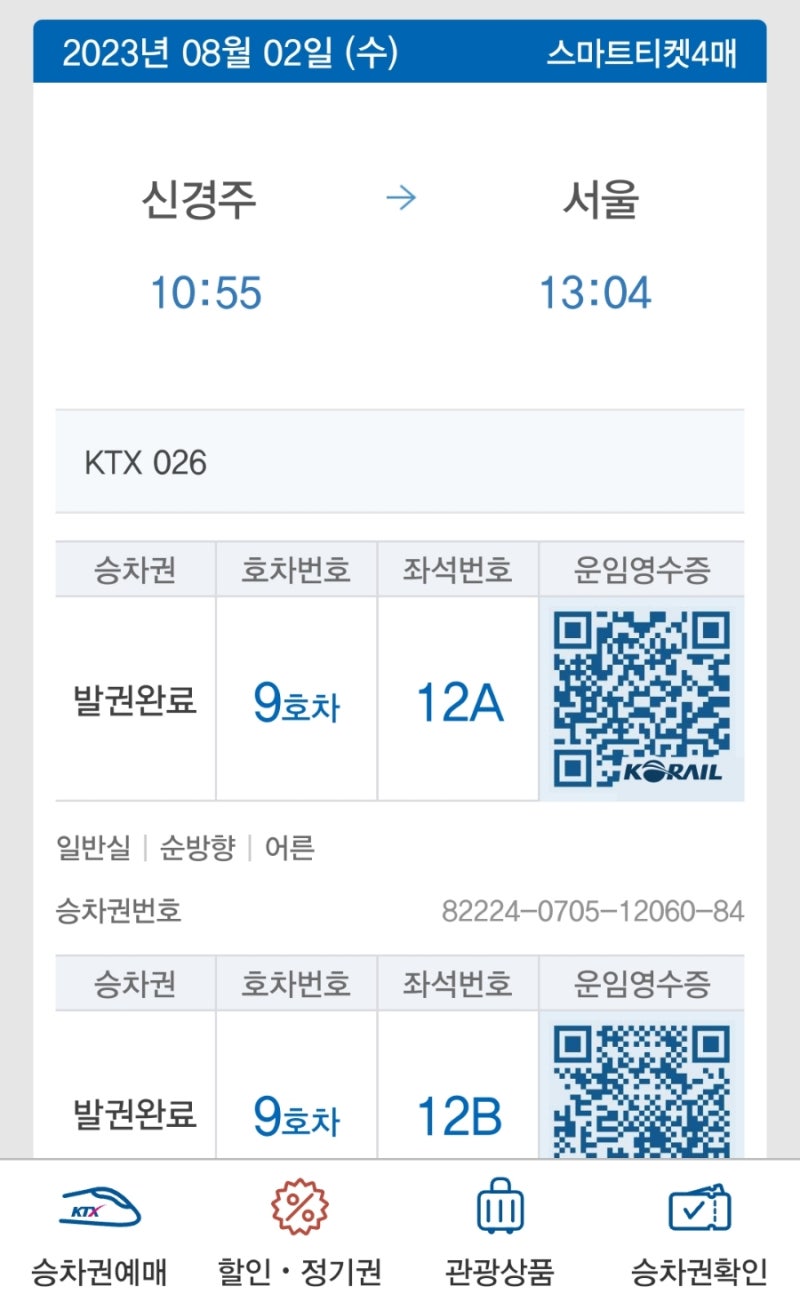 2023년 08월 02일 (수) 스마트티켓4매
신경주 → 서울
10:55 13:04
KTX 026
승차권 호차번호 좌석번호 운임영수증
발권완료 9호차 12A
KORAIL
일반실 | 순방향 | 어른
승차권번호 82224-0705-12060-84
승차권 호차번호 좌석번호 운임영수증
발권완료 9호차 12B
KTX
승차권예매 할인·정기권 관광상품 승차권확인